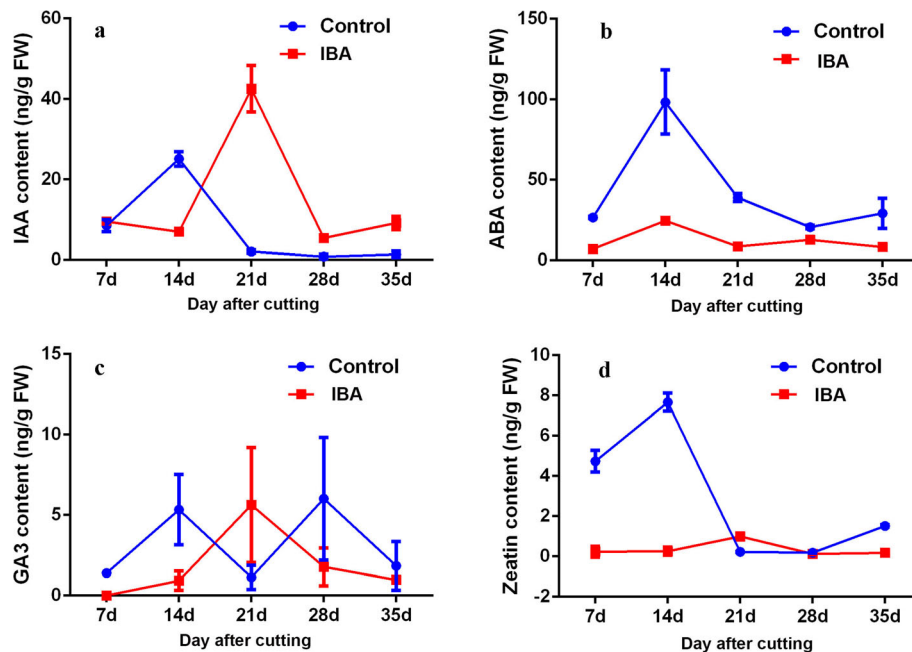 a
Control
IBA
IAA content (ng/g FW)
60
40
20
0
7d 14d 21d 28d 35d
Day after cutting
b
Control
IBA
ABA content (ng/g FW)
150
100
50
0
7d 14d 21d 28d 35d
Day after cutting
c
Control
IBA
GA3 content (ng/g FW)
15
10
5
0
7d 14d 21d 28d 35d
Day after cutting
d
Control
IBA
Zeatin content (ng/g FW)
10
8
6
4
2
0
-2
7d 14d 21d 28d 35d
Day after cutting